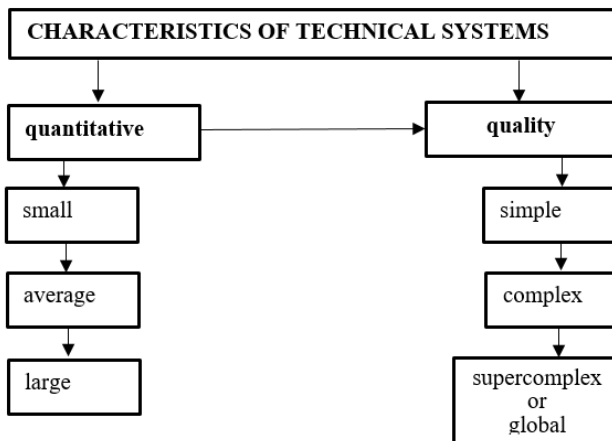 CHARACTERISTICS OF TECHNICAL SYSTEMS
quantitative
quality
small
simple
average
complex
large
supercomplex
or
global